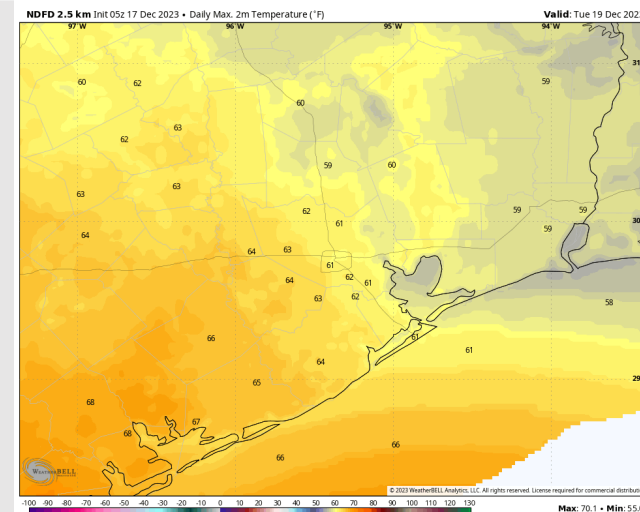 NDFD 2.5 km Init 05z 17 Dec 2023 • Daily Max. 2m Temperature (°F)
Valid: Tue 19 Dec 202
97°W 96°W 95°W 94°W
31
60 62 59
60
63
62
59 60
63 63
62 59 59
30
61 59
64
64 63
61
64 62 61
63 62 58
66 61
61
64
29
65
68
67
68
66
66
WEATHERBELL
© 2023 WeatherBELL Analytics, LLC. All rights reserved. License required for commercial distributi
-100 -90 -80 -70 -60 -50 -40 -30 -20 -10 0 10 20 30 40 50 60 70 80 90 100 110 120 130
Max: 70.1 • Min: 55.